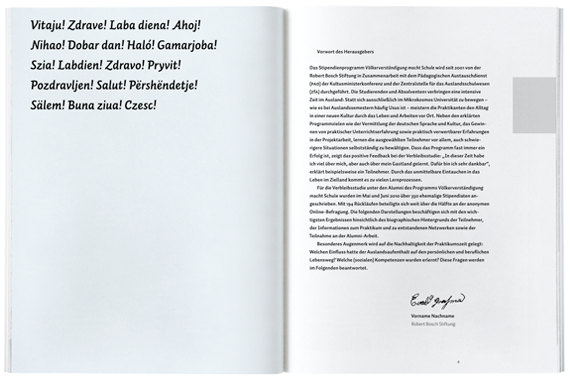 Vitaju! Zdrave! Laba diena! Ahoj!
Nihao! Dobar dan! Haló! Gamarjoba!
Szia! Labdien! Zdravo! Pryvit!
Pozdravljen! Salut! Përshëndetje!
Sälem! Buna ziua! Czesc!
Vorwort des Herausgebers
Das Stipendienprogramm Völkerverständigung macht Schule wird seit 2001 von der
Robert Bosch Stiftung in Zusammenarbeit mit dem Pädagogischen Austauschdienst
(PAD) der Kultusministerkonferenz und der Zentralstelle für das Auslandsschulwesen
(ZfA) durchgeführt. Die Studierenden und Absolventen verbringen eine intensive
Zeit im Ausland: Statt sich ausschließlich im Mikrokosmos Universität zu bewegen –
wie es bei Auslandssemestern häufig Usus ist – meistern die Praktikanten den Alltag
in einer neuen Kultur durch das Leben und Arbeiten vor Ort. Neben den erklärten
Programmzielen wie der Vermittlung der deutschen Sprache und Kultur, das Gewin-
nen von praktischer Unterrichtserfahrung sowie praktisch verwertbarer Erfahrungen
in der Projektarbeit, lernen die ausgewählten Teilnehmer vor allem, auch schwie-
rigere Situationen selbstständig zu bewältigen. Dass das Programm fast immer ein
Erfolg ist, zeigt das positive Feedback bei der Verbleibsstudie: „In dieser Zeit habe
ich viel über mich, aber auch über mein Gastland gelernt. Dafür bin ich sehr dankbar“,
erklärt beispielsweise ein Teilnehmer. Durch das unmittelbare Eintauchen in das
Leben im Zielland kommt es zu vielen Lernprozessen.
Für die Verbleibsstudie unter den Alumni des Programms Völkerverständigung
macht Schule wurden im Mai und Juni 2010 über 350 ehemalige Stipendiaten an-
geschrieben. Mit 194 Rückläufen beteiligte sich weit über die Hälfte an der anonymen
Online-Befragung. Die folgenden Darstellungen beschäftigen sich mit den wich-
tigsten Ergebnissen hinsichtlich des biographischen Hintergrunds der Teilnehmer,
der Informationen zum Praktikum und zu entstandenen Netzwerken sowie der
Teilnahme an der Alumni-Arbeit.
Besonderes Augenmerk wird auf die Nachhaltigkeit der Praktikumszeit gelegt:
Welchen Einfluss hatte der Auslandsaufenthalt auf den persönlichen und beruflichen
Lebensweg? Welche (sozialen) Kompetenzen wurden erlernt? Diese Fragen werden
im Folgenden beantwortet.
Vorname Nachname
Robert Bosch Stiftung